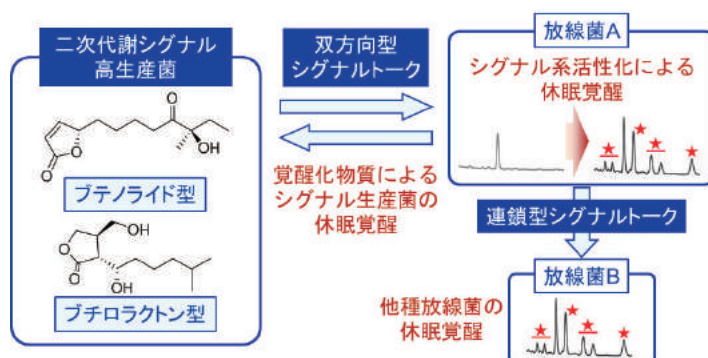 二次代謝シグナル
高生産菌
O
OH
O
O
ブテノライド型
OH
O
O
OH
ブチロラクトン型
双方向型
シグナルトーク
覚醒化物質による
シグナル生産菌の
休眠覚醒
放線菌A
シグナル系活性化による
休眠覚醒
連鎖型シグナルトーク
放線菌B
他種放線菌の
休眠覚醒